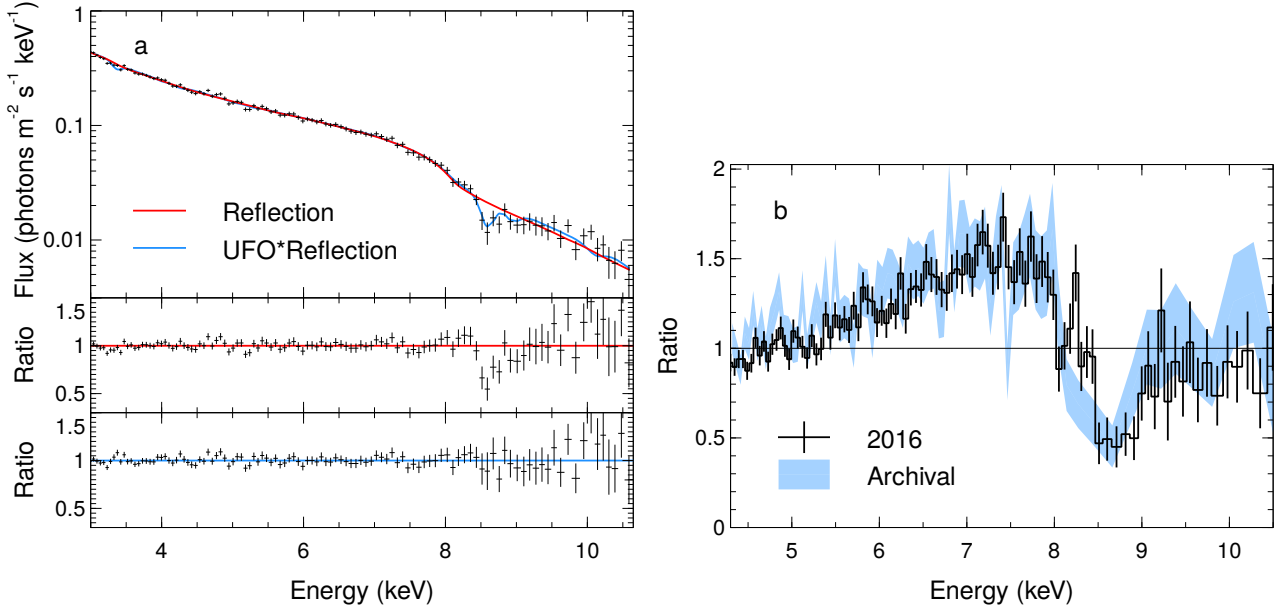 1
a
0.1
0.01
Flux (photons m-2 s-1 keV-1)
Reflection
UFO*Reflection
1.5
1
0.5
Ratio
1.5
1
0.5
Ratio
4
6
8
10
Energy (keV)
2
b
1.5
1
0.5
0
Ratio
2016
Archival
5
6
7
8
9
10
Energy (keV)